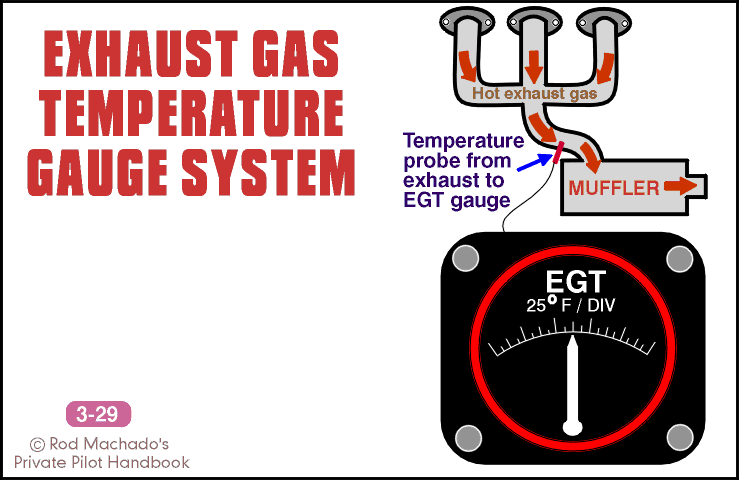 EXHAUST GAS
TEMPERATURE
GAUGE SYSTEM
Hot exhaust gas
Temperature
probe from
exhaust to
EGT gauge
MUFFLER
EGT
25° F / DIV
3-29
© Rod Machado's
Private Pilot Handbook